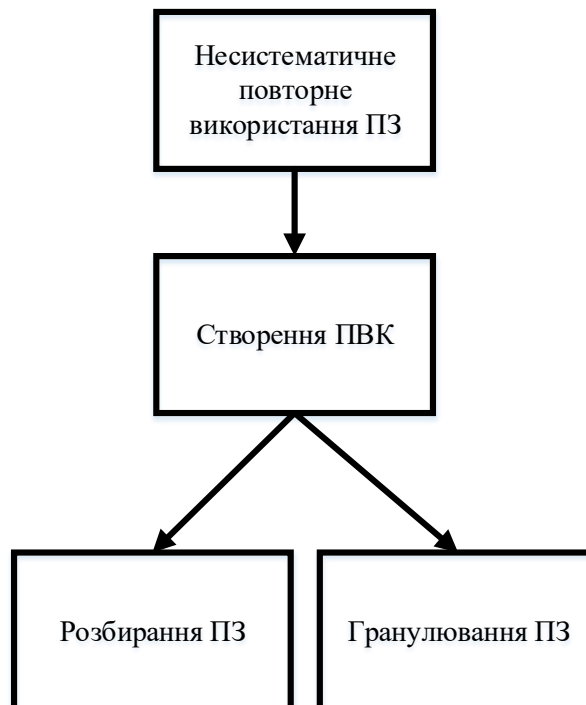 Несистематичне
повторне
використання ПЗ
Створення ПВК
Розбирання ПЗ
Гранулювання ПЗ